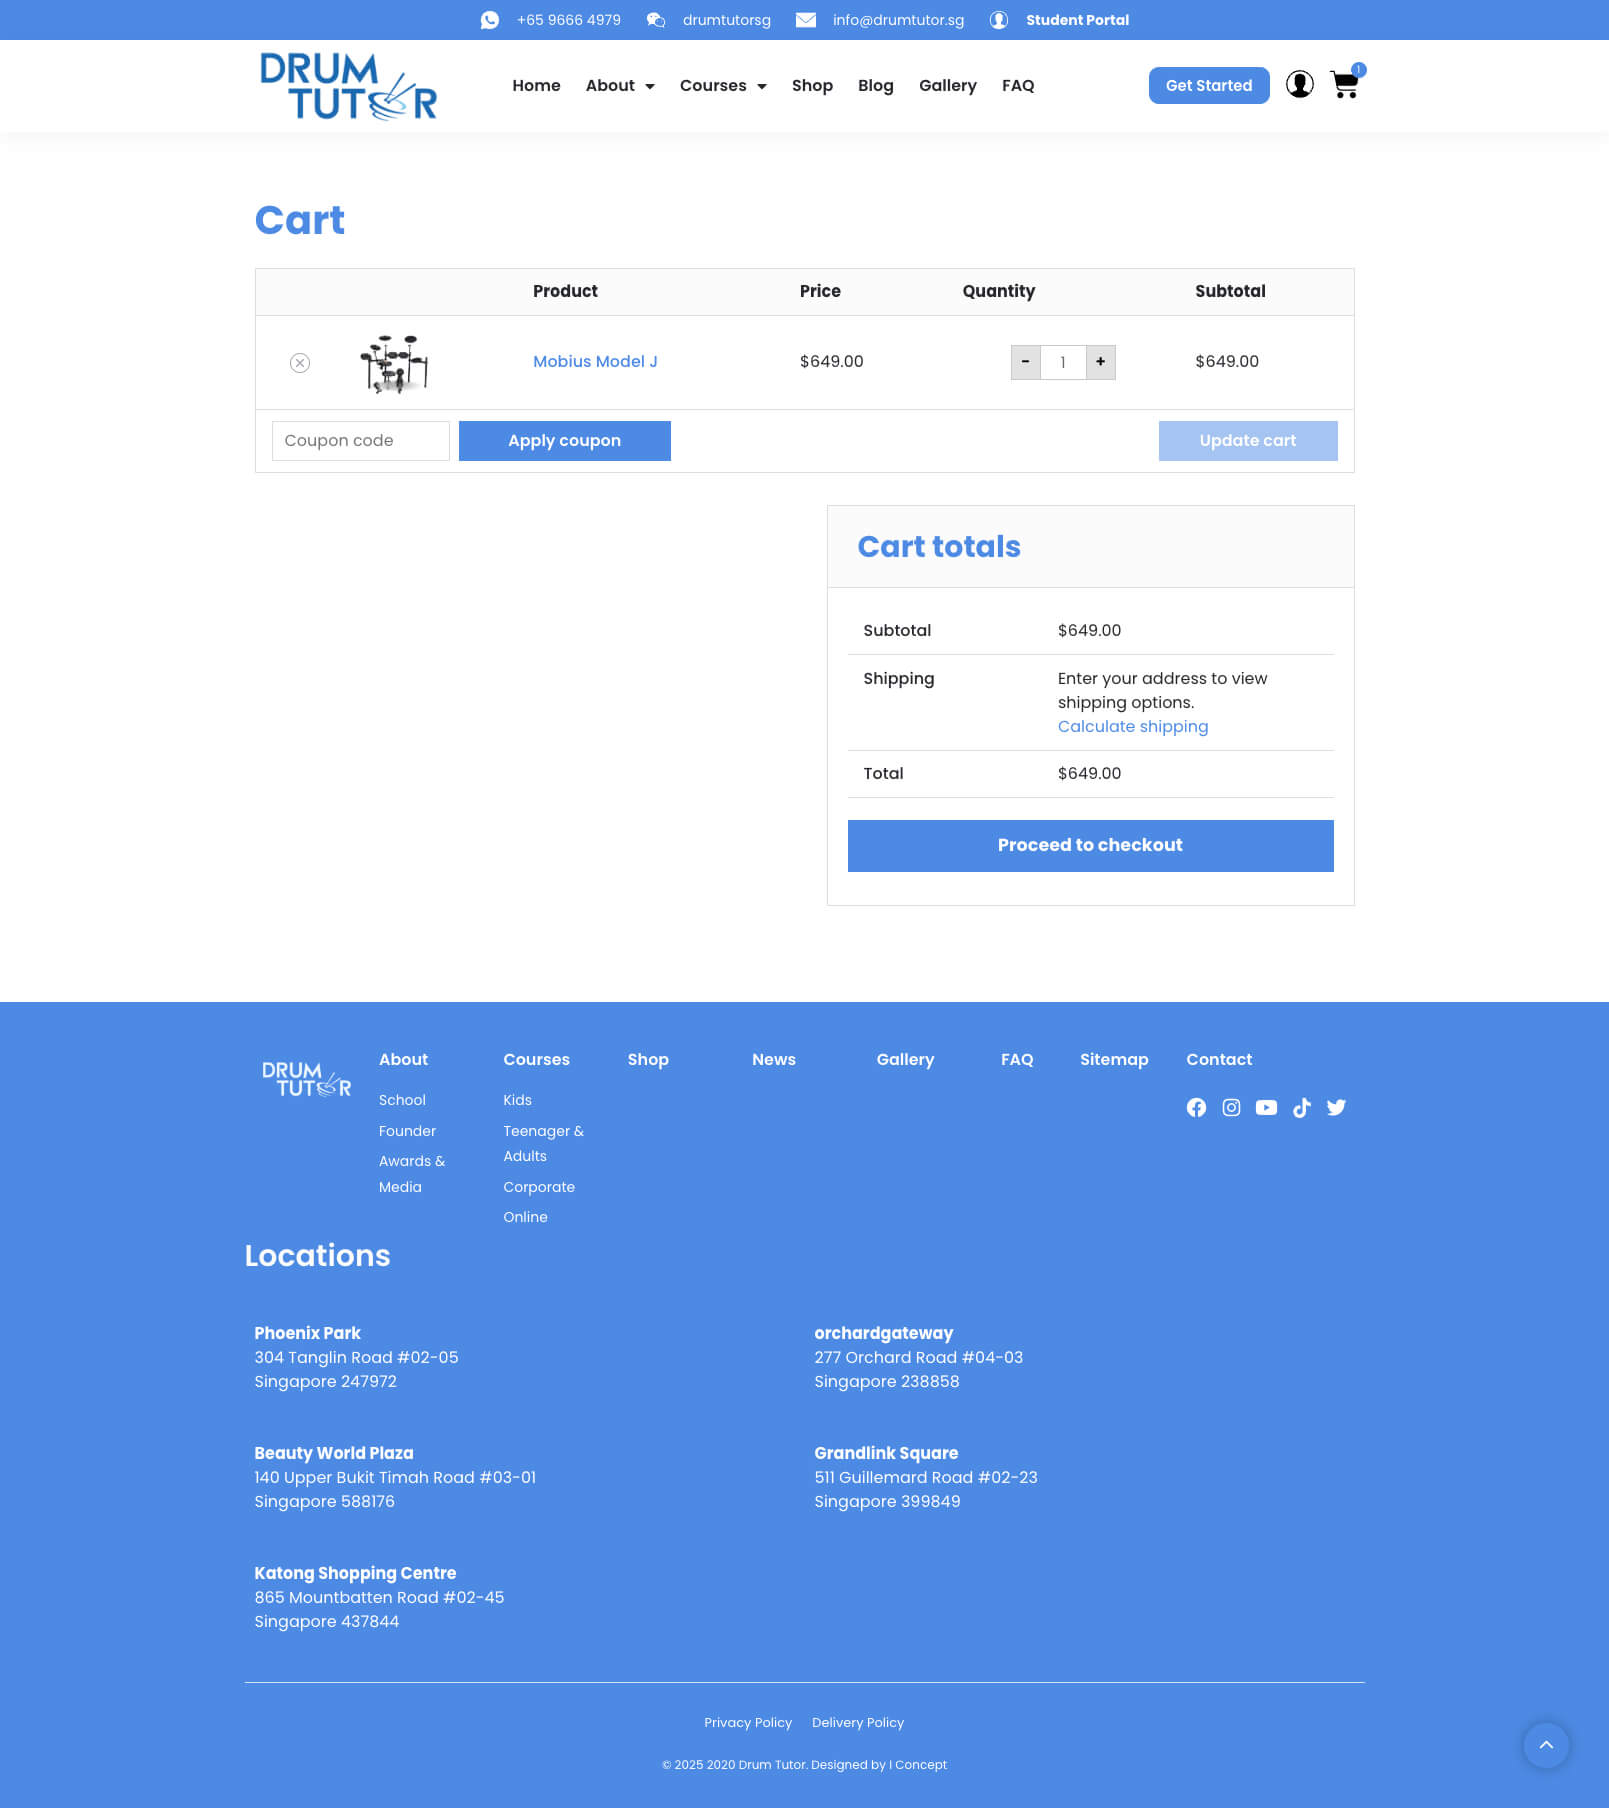 +65 9666 4979 drumtutorsg info@drumtutor.sg Student Portal
DRUM
TUTOR
Home About Courses Shop Blog Gallery FAQ Get Started 1
Cart
Product Price Quantity Subtotal
Mobius Model J $649.00 - 1 + $649.00
Coupon code Apply coupon Update cart
Cart totals
Subtotal $649.00
Shipping Enter your address to view
shipping options.
Calculate shipping
Total $649.00
Proceed to checkout
DRUM
TUTOR
About
School
Founder
Awards &
Media
Courses
Kids
Teenager &
Adults
Corporate
Online
Shop
News
Gallery
FAQ
Sitemap
Contact
Locations
Phoenix Park
304 Tanglin Road #02-05
Singapore 247972
orchardgateway
277 Orchard Road #04-03
Singapore 238858
Beauty World Plaza
140 Upper Bukit Timah Road #03-01
Singapore 588176
Grandlink Square
511 Guillemard Road #02-23
Singapore 399849
Katong Shopping Centre
865 Mountbatten Road #02-45
Singapore 437844
Privacy Policy Delivery Policy
© 2025 2020 Drum Tutor. Designed by I Concept